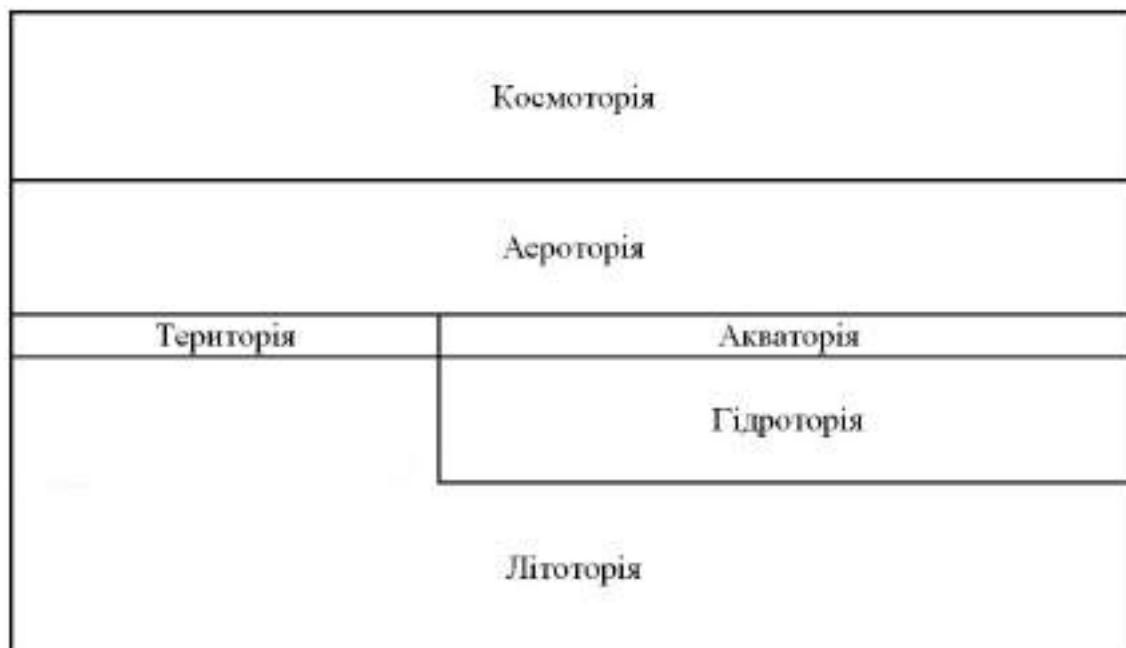 Космоторія
Аероторія
Територія
Акваторія
Гідроторія
Літоторія